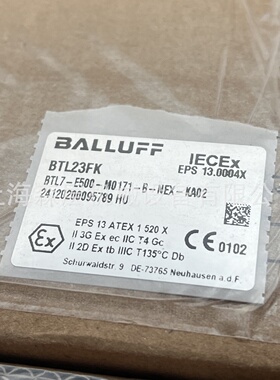 BALLUFF
IECEx
EPS 13.0004X
BTL23FK
BTL7-E500-M0171-B-NEX-KA02
24120200095789 HU
EPS 13 ATEX 1 520 X
II 3G Ex ec IIC T4 Gc
II 2D Ex tb IIIC T135°C Db
Ex
CE 0102
Schurwaldstr. 9 DE-73765 Neuhausen a.d.F.